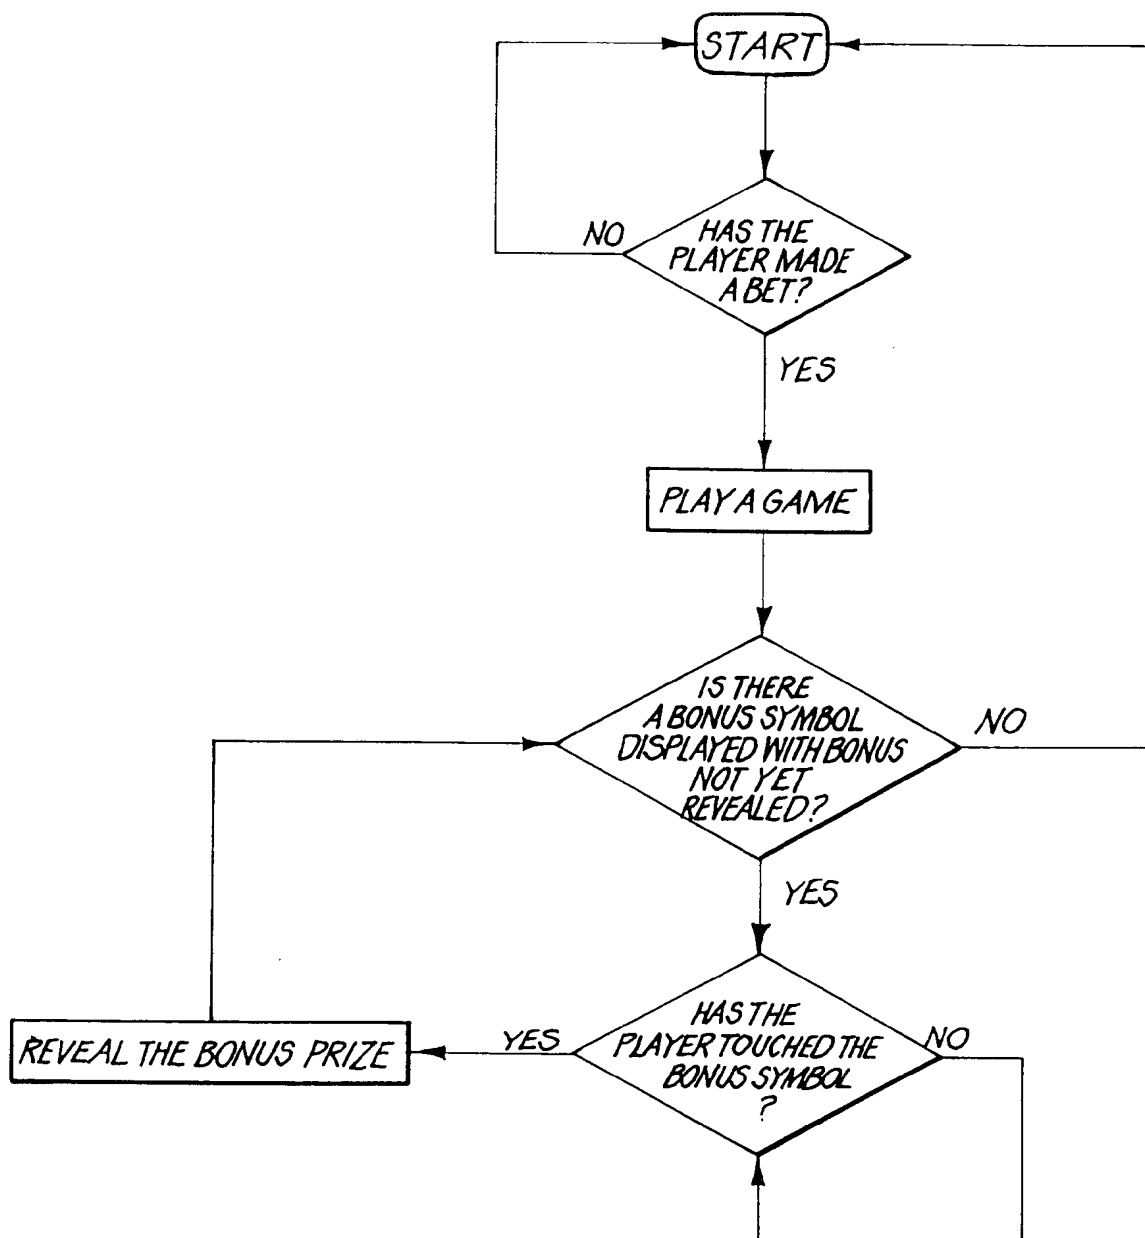 START
NO
HAS THE
PLAYER MADE
A BET?
YES
PLAY A GAME
IS THERE
A BONUS SYMBOL
DISPLAYED WITH BONUS
NOT YET
REVEALED?
NO
YES
HAS THE
PLAYER TOUCHED THE
BONUS SYMBOL
?
NO
YES
REVEAL THE BONUS PRIZE